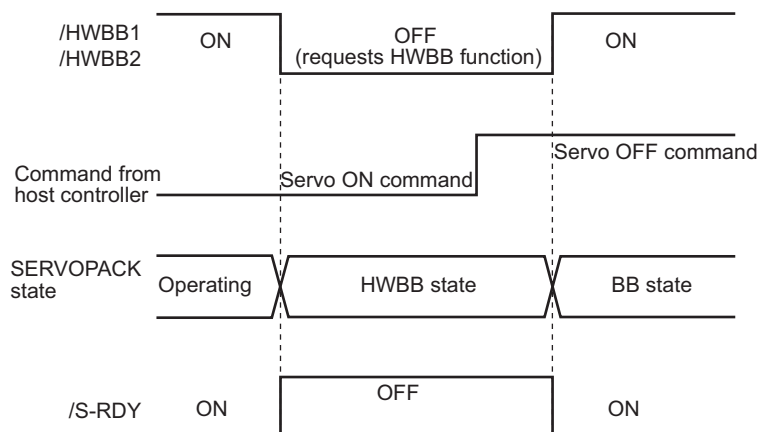 /HWBB1
/HWBB2
ON
OFF
(requests HWBB function)
ON
Command from
host controller
Servo ON command
Servo OFF command
SERVOPACK
state
Operating
HWBB state
BB state
/S-RDY
ON
OFF
ON